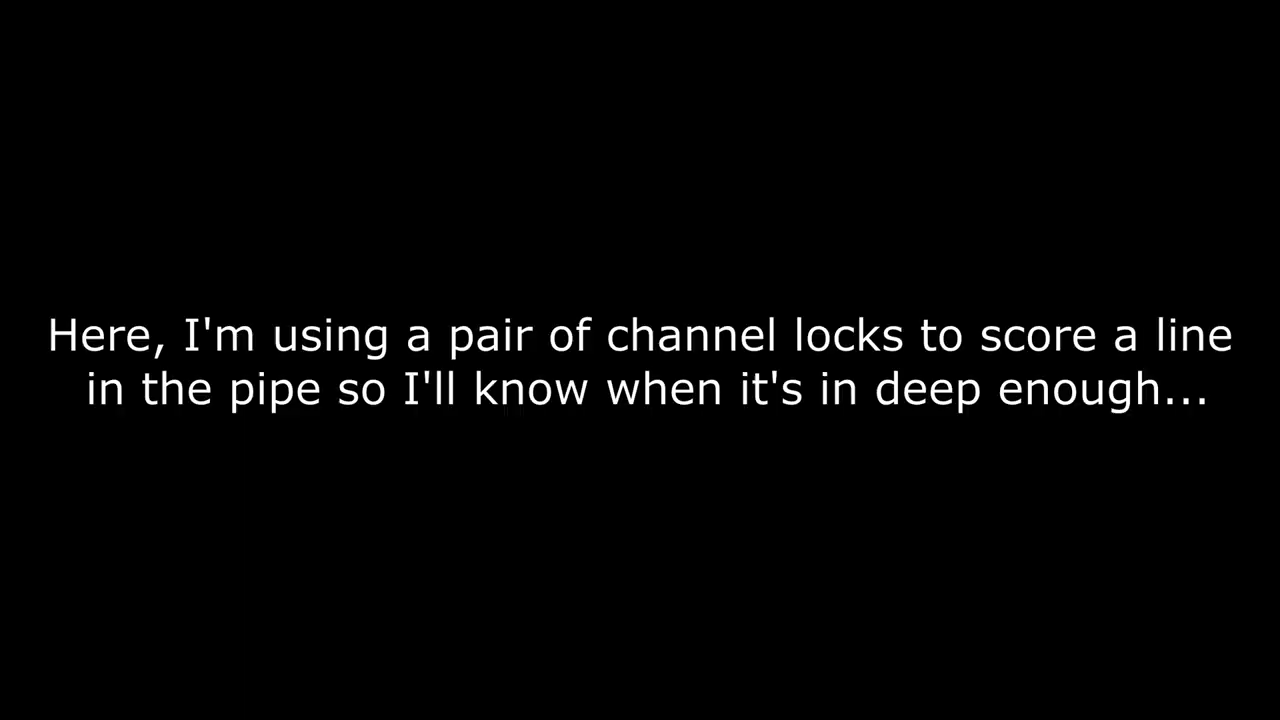 Here, I'm using a pair of channel locks to score a line
in the pipe so I'll know when it's in deep enough...